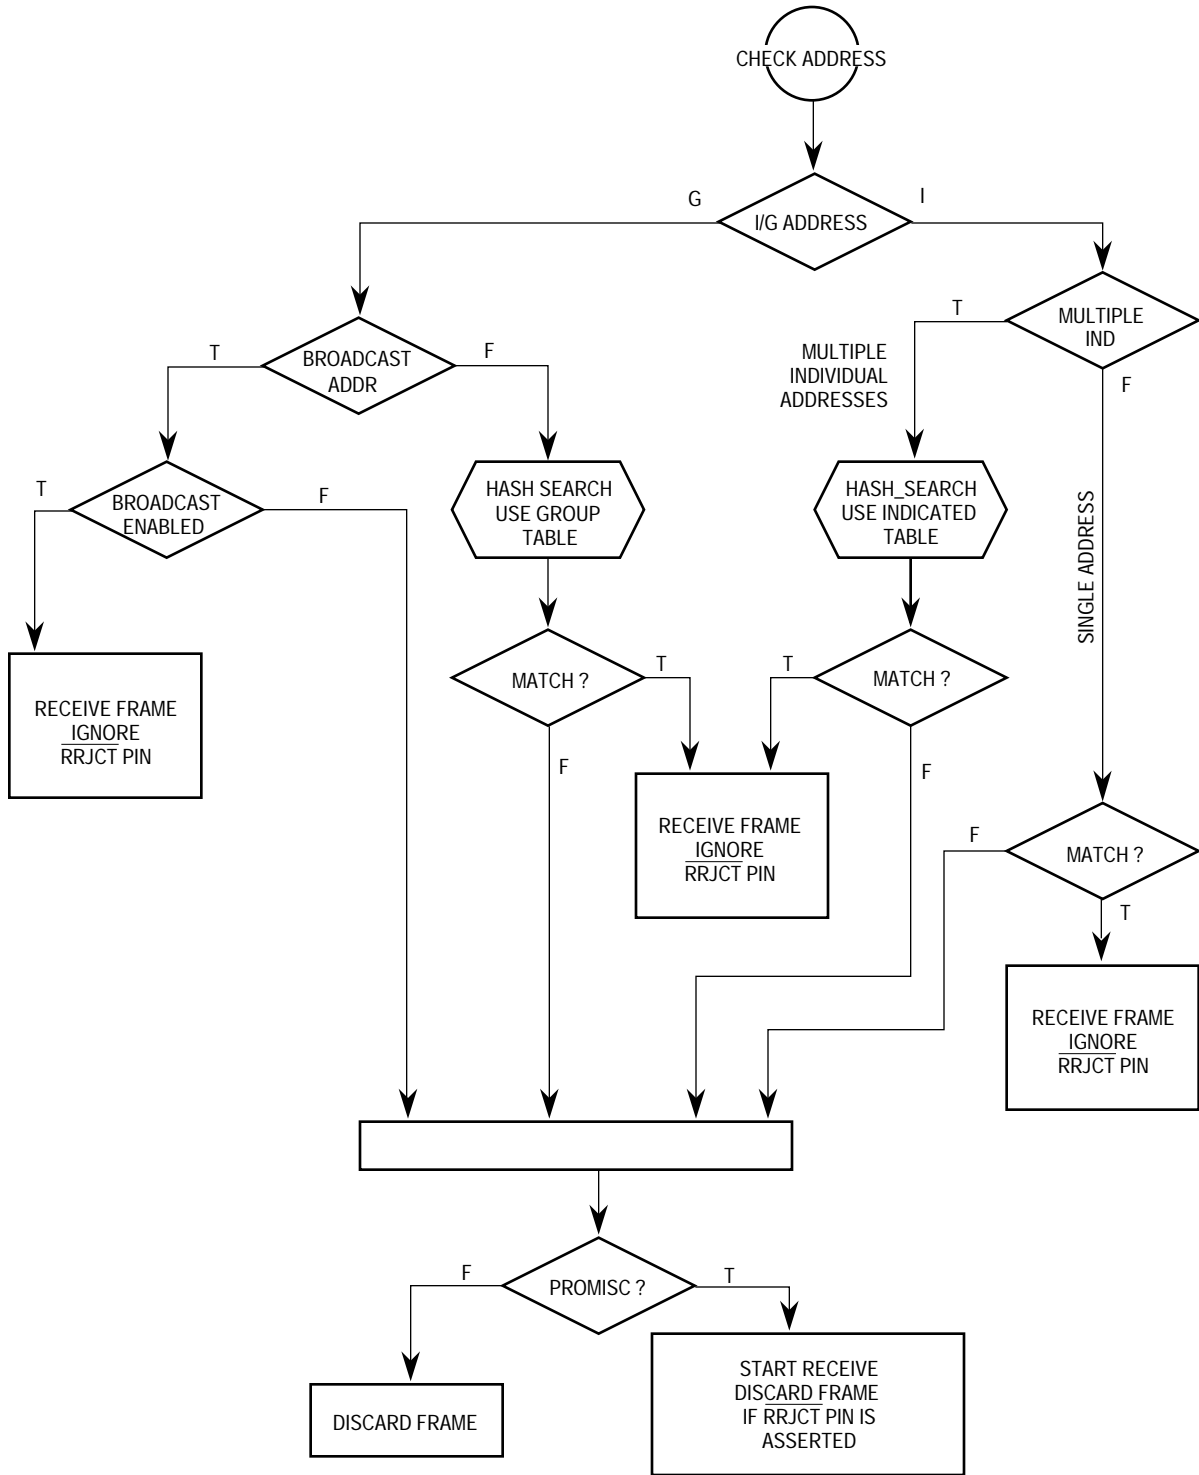 CHECK ADDRESS
G
I
I/G ADDRESS
T
MULTIPLE
IND
F
T
BROADCAST
ADDR
F
MULTIPLE
INDIVIDUAL
ADDRESSES
T
BROADCAST
ENABLED
F
HASH SEARCH
USE GROUP
TABLE
HASH_SEARCH
USE INDICATED
TABLE
SINGLE ADDRESS
RECEIVE FRAME
IGNORE
RRJCT PIN
MATCH ?
T
F
T
MATCH ?
F
RECEIVE FRAME
IGNORE
RRJCT PIN
F
MATCH ?
T
RECEIVE FRAME
IGNORE
RRJCT PIN
F
PROMISC ?
T
DISCARD FRAME
START RECEIVE
DISCARD FRAME
IF RRJCT PIN IS
ASSERTED